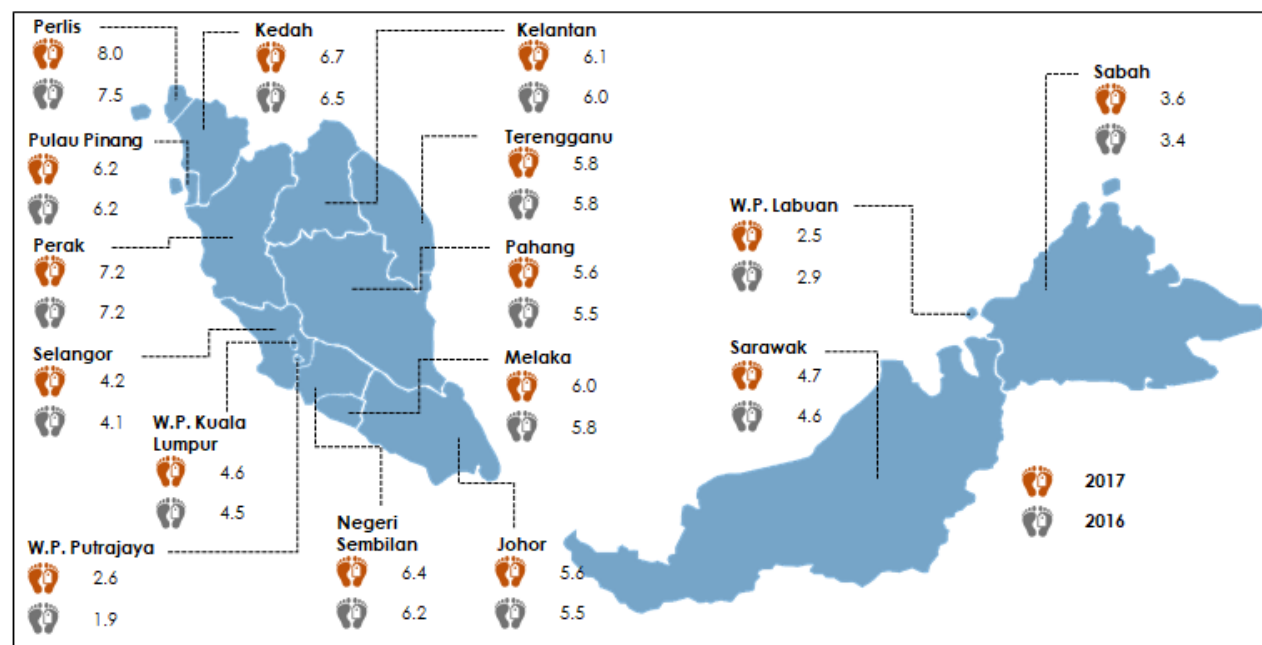 Perlis
8.0
7.5
Kedah
6.7
6.5
Kelantan
6.1
6.0
Sabah
3.6
3.4
Pulau Pinang
6.2
6.2
Terengganu
5.8
5.8
W.P. Labuan
2.5
2.9
Perak
7.2
7.2
Pahang
5.6
5.5
Selangor
4.2
4.1
Melaka
6.0
5.8
Sarawak
4.7
4.6
W.P. Kuala
Lumpur
4.6
4.5
W.P. Putrajaya
2.6
1.9
Negeri
Sembilan
6.4
6.2
Johor
5.6
5.5
2017
2016